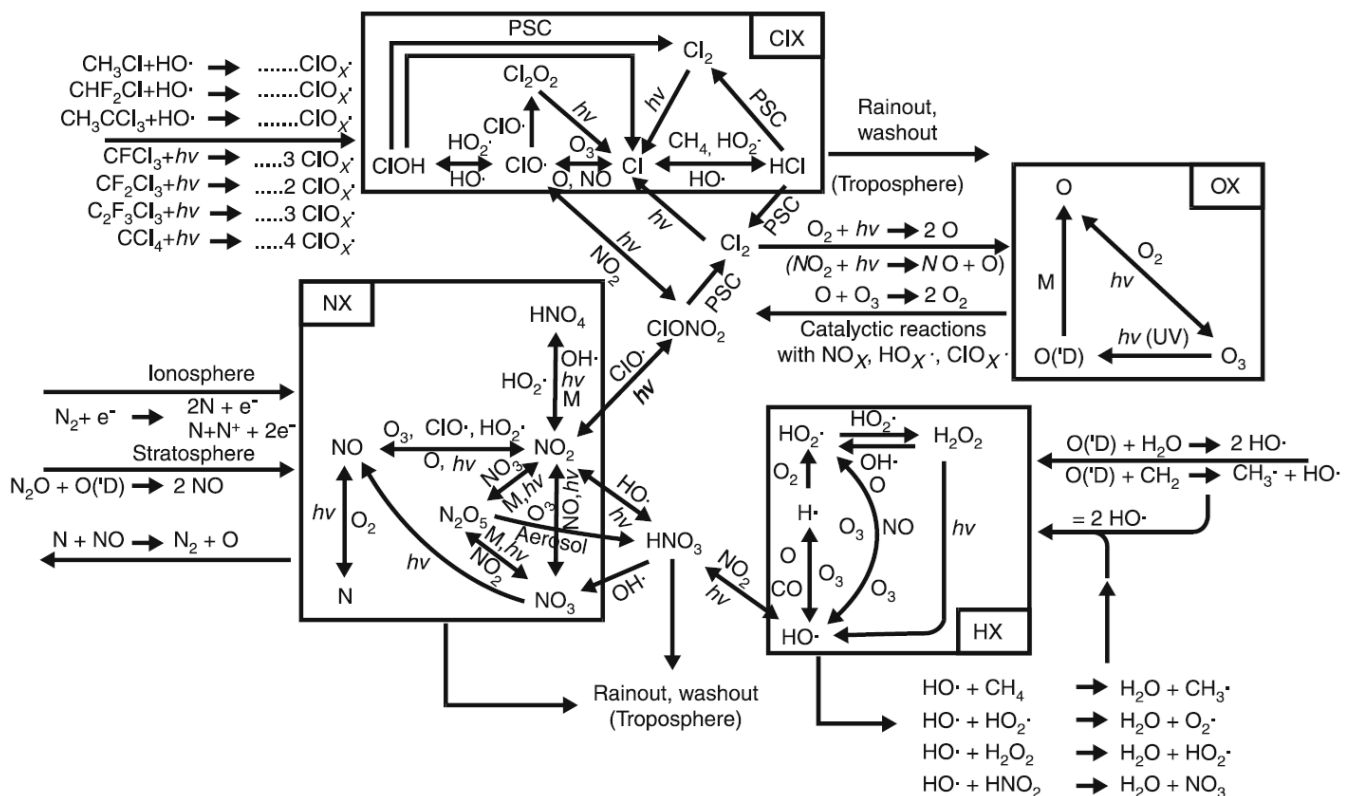 PSC
ClX
Cl₂
CH₃Cl+HO· → .......ClOₓ·
CHF₂Cl+HO· → .......ClOₓ·
CH₃CCl₃+HO· → .......ClOₓ·
CFCl₃+hv → .....3 ClOₓ·
CF₂Cl₃+hv → .....2 ClOₓ·
C₂F₃Cl₃+hv → .....3 ClOₓ·
CCl₄+hv → .....4 ClOₓ·
Cl₂O₂
hv
hv
PSC
ClO·
HO₂·
O₃
CH₄, HO₂·
ClOH
ClO·
Cl
HCl
HO·
O, NO
HO·
Rainout,
washout
(Troposphere)
hv
NO₂
hv
PSC
Cl₂
PSC
ClONO₂
O₂ + hv → 2 O
(NO₂ + hv → N O + O)
O + O₃ → 2 O₂
Catalyctic reactions
with NOₓ, HOₓ·, ClOₓ·
OX
O
O₂
M
hv
hv (UV)
O('D)
O₃
NX
HNO₄
OH·
HO₂·
hv
M
ClO·
hv
Ionosphere
N₂+ e⁻ → 2N + e⁻
N+N⁺ + 2e⁻
Stratosphere
N₂O + O('D) → 2 NO
N + NO → N₂ + O
NO
O₃, ClO·, HO₂·
O, hv
NO₂
NO₃
M,hv
O₃
NO,hv
HO·
hv
hv
O₂
N₂O₅
Aerosol
M,hv
NO₂
hv
N
NO₃
HNO₃
OH·
NO₂
hv
Rainout, washout
(Troposphere)
HO₂·
HO₂·
H₂O₂
OH·
O₂
O
H·
O₃
NO
hv
O
CO
O₃
O₃
HO·
HX
O('D) + H₂O → 2 HO·
O('D) + CH₂ → CH₃· + HO·
= 2 HO·
HO· + CH₄ → H₂O + CH₃·
HO· + HO₂· → H₂O + O₂·
HO· + H₂O₂ → H₂O + HO₂·
HO· + HNO₂ → H₂O + NO₃